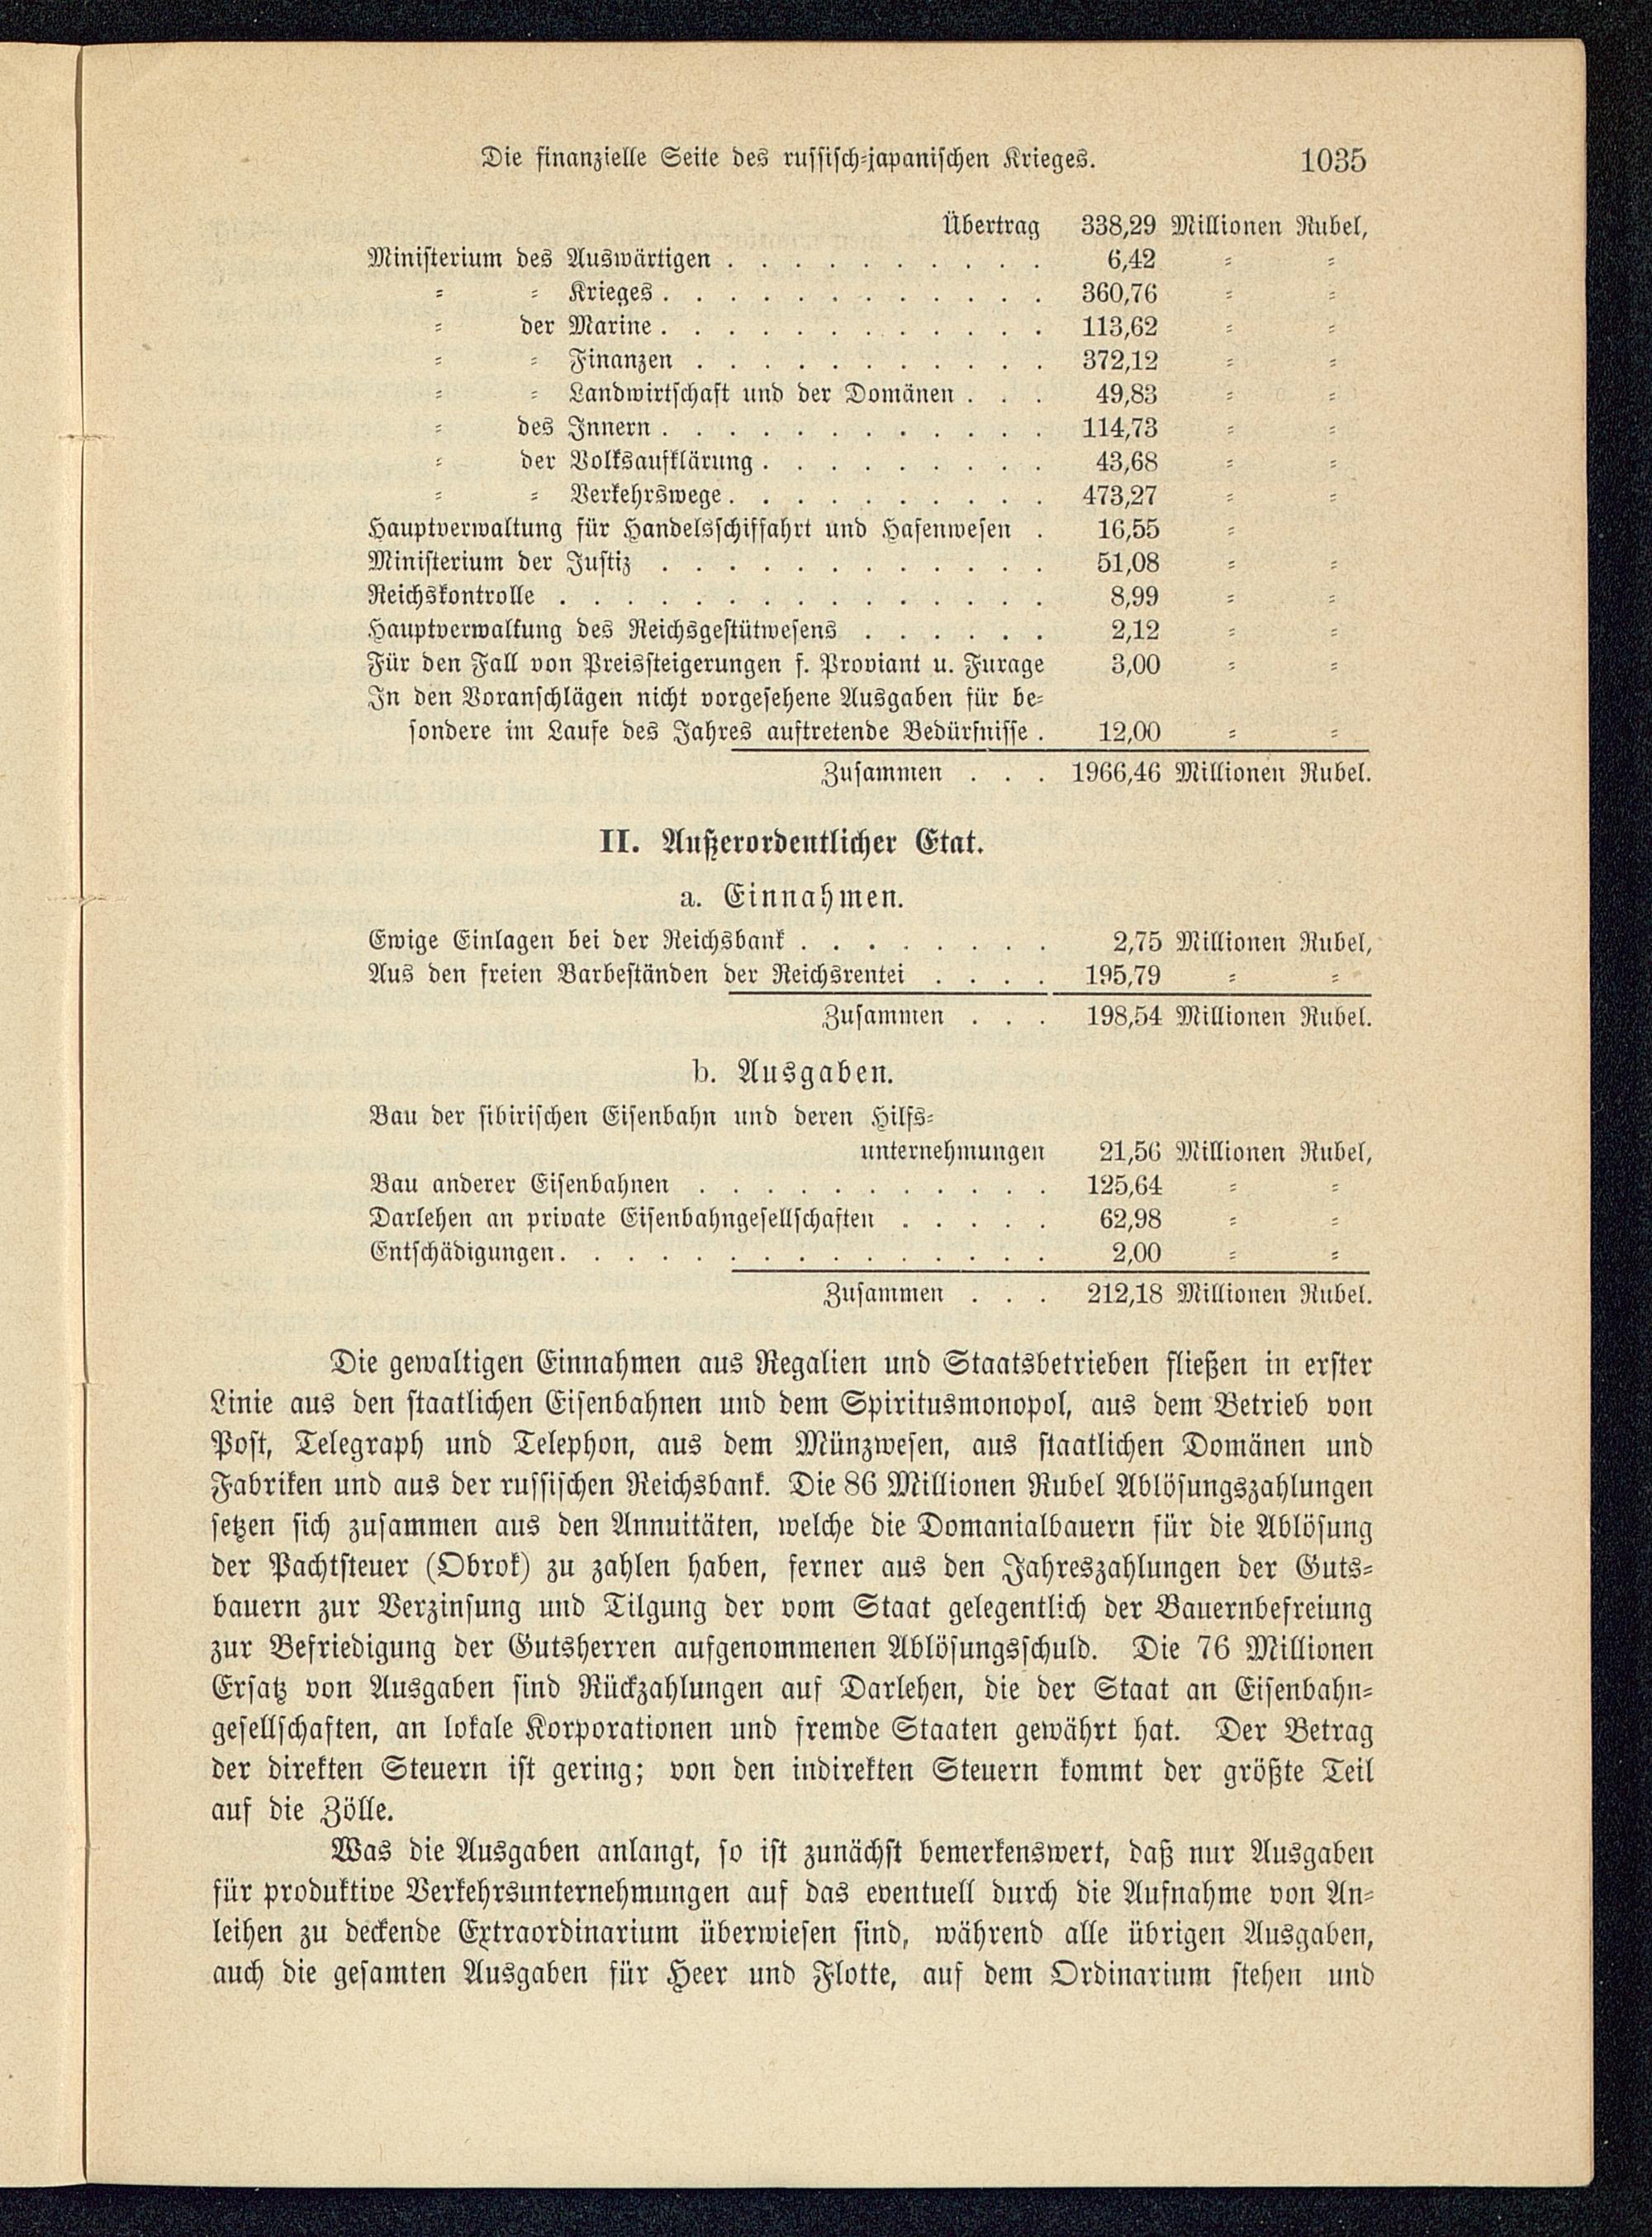 Die finanzielle Seite des russisch-japanischen Krieges. 1035
Übertrag 338,29 Millionen Rubel,
Ministerium des Auswärtigen . . . . . . . . . . 6,42 = =
= = Krieges . . . . . . . . . . . . 360,76 = =
= der Marine . . . . . . . . . . . . 113,62 = =
= = Finanzen . . . . . . . . . . . 372,12 = =
= = Landwirtschaft und der Domänen . . . 49,83 = =
= des Innern . . . . . . . . . . . . 114,73 = =
= der Volksaufklärung . . . . . . . . . 43,68 = =
= = Verkehrswege . . . . . . . . . . 473,27 = =
Hauptverwaltung für Handelsschiffahrt und Hafenwesen . 16,55 =
Ministerium der Justiz . . . . . . . . . . . . 51,08 = =
Reichskontrolle . . . . . . . . . . . . . . . 8,99 = =
Hauptverwaltung des Reichsgestütwesens . . . . . . 2,12 = =
Für den Fall von Preissteigerungen f. Proviant u. Furage 3,00 = =
In den Voranschlägen nicht vorgesehene Ausgaben für be-
sondere im Laufe des Jahres auftretende Bedürfnisse . 12,00 = =
Zusammen . . . 1966,46 Millionen Rubel.
II. Außerordentlicher Etat.
a. Einnahmen.
Ewige Einlagen bei der Reichsbank . . . . . . . . 2,75 Millionen Rubel,
Aus den freien Barbeständen der Reichsrentei . . . . 195,79 = =
Zusammen . . . 198,54 Millionen Rubel.
b. Ausgaben.
Bau der sibirischen Eisenbahn und deren Hilfs-
unternehmungen 21,56 Millionen Rubel,
Bau anderer Eisenbahnen . . . . . . . . . . . 125,64 = =
Darlehen an private Eisenbahngesellschaften . . . . . 62,98 = =
Entschädigungen . . . . . . . . . . . . . . . 2,00 = =
Zusammen . . . 212,18 Millionen Rubel.
Die gewaltigen Einnahmen aus Regalien und Staatsbetrieben fließen in erster
Linie aus den staatlichen Eisenbahnen und dem Spiritusmonopol, aus dem Betrieb von
Post, Telegraph und Telephon, aus dem Münzwesen, aus staatlichen Domänen und
Fabriken und aus der russischen Reichsbank. Die 86 Millionen Rubel Ablösungszahlungen
setzen sich zusammen aus den Annuitäten, welche die Domanialbauern für die Ablösung
der Pachtsteuer (Obrok) zu zahlen haben, ferner aus den Jahreszahlungen der Guts-
bauern zur Verzinsung und Tilgung der vom Staat gelegentlich der Bauernbefreiung
zur Befriedigung der Gutsherren aufgenommenen Ablösungsschuld. Die 76 Millionen
Ersatz von Ausgaben sind Rückzahlungen auf Darlehen, die der Staat an Eisenbahn-
gesellschaften, an lokale Korporationen und fremde Staaten gewährt hat. Der Betrag
der direkten Steuern ist gering; von den indirekten Steuern kommt der größte Teil
auf die Zölle.
Was die Ausgaben anlangt, so ist zunächst bemerkenswert, daß nur Ausgaben
für produktive Verkehrsunternehmungen auf das eventuell durch die Aufnahme von An-
leihen zu deckende Extraordinarium überwiesen sind, während alle übrigen Ausgaben,
auch die gesamten Ausgaben für Heer und Flotte, auf dem Ordinarium stehen und